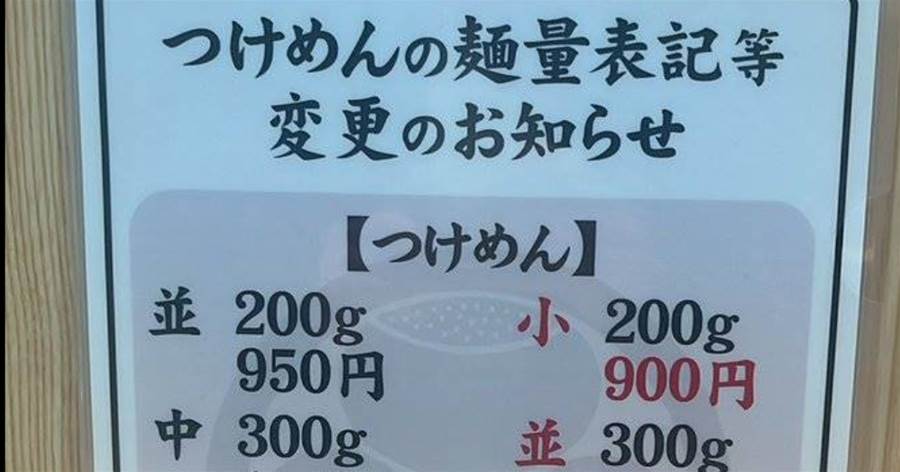 つけめんの麺量表記等
変更のお知らせ
【つけめん】
並 200g 小 200g
950円 900円
中 300g 並 300g